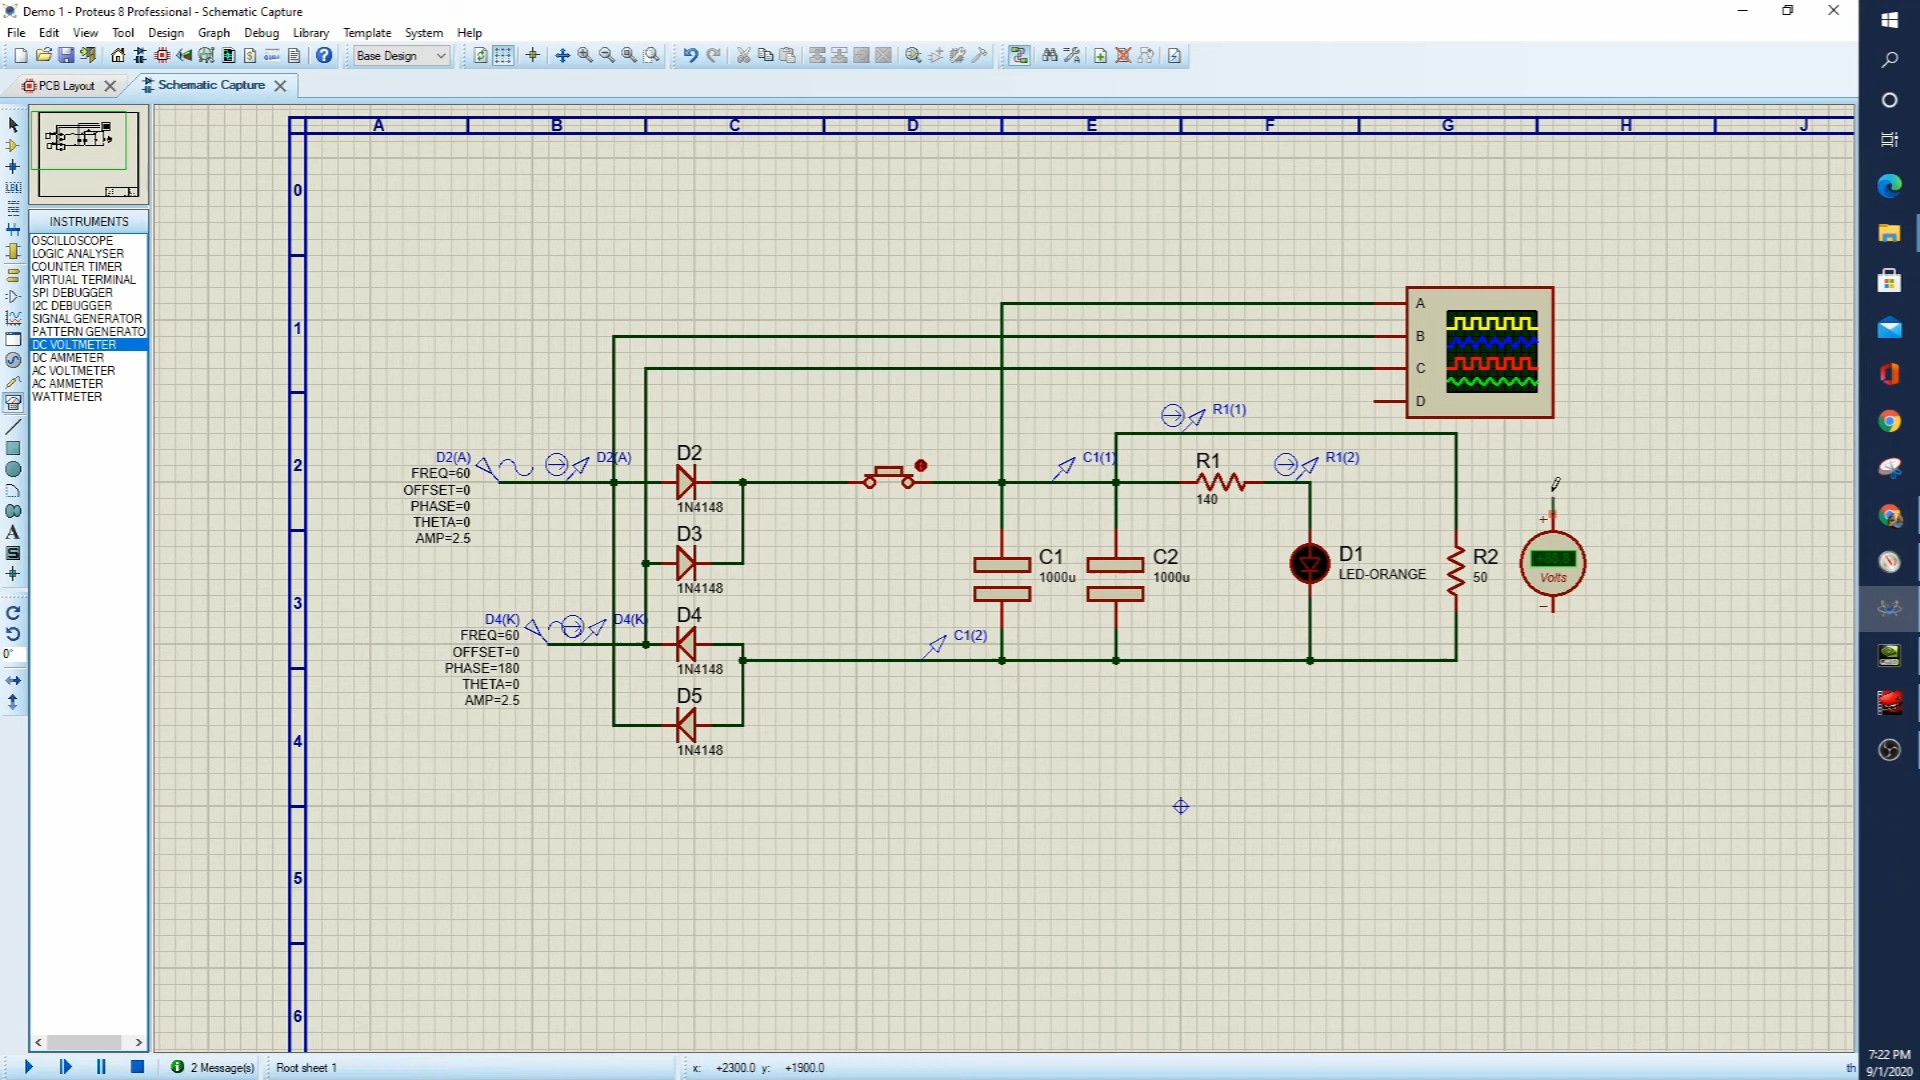 Demo 1 - Proteus 8 Professional - Schematic Capture
File Edit View Tool Design Graph Debug Library Template System Help
Base Design
PCB Layout
Schematic Capture
INSTRUMENTS
OSCILLOSCOPE
LOGIC ANALYSER
COUNTER TIMER
VIRTUAL TERMINAL
SPI DEBUGGER
I2C DEBUGGER
SIGNAL GENERATOR
PATTERN GENERATO
DC VOLTMETER
DC AMMETER
AC VOLTMETER
AC AMMETER
WATTMETER
LBL
A
S
0°
A B C D E F G H J
0
1
2
3
4
5
6
A
B
C
D
D2(A)
FREQ=60
OFFSET=0
PHASE=0
THETA=0
AMP=2.5
D2(A)
D2
1N4148
D3
1N4148
D4(K)
FREQ=60
OFFSET=0
PHASE=180
THETA=0
AMP=2.5
D4(K)
D4
1N4148
D5
1N4148
C1(1)
C1(2)
R1(1)
R1
140
R1(2)
C1
1000u
C2
1000u
D1
LED-ORANGE
R2
50
+
Volts
−
2 Message(s)
Root sheet 1
x: +2300.0 y: +1900.0
th
7:22 PM
9/1/2020